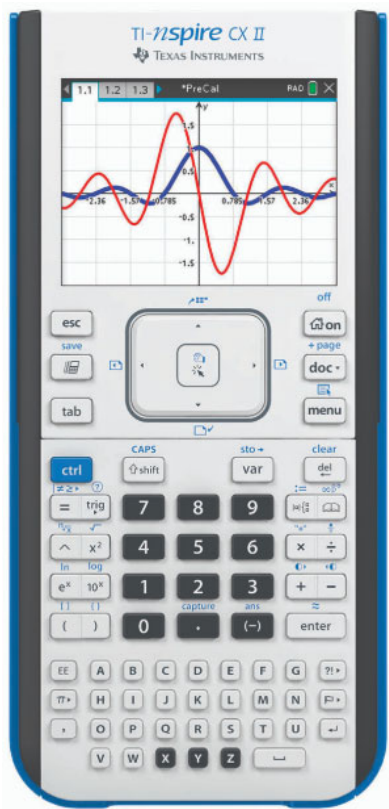 TI-nspire CX II
TEXAS INSTRUMENTS
1.1 1.2 1.3 *PreCal RAD
y
1.5
1
0.5
x
-2.36 -1.57 -0.785 0.785 1.57 2.36
-0.5
-1.5
off
esc on
save + page
doc
tab menu
CAPS sto→ clear
ctrl ⇧shift var del
= trig 7 8 9
^ x² 4 5 6 × ÷
ln log
eˣ 10ˣ 1 2 3 + −
[ ] { } capture ans ≈
( ) 0 . (−) enter
EE A B C D E F G ?!▸
π▸ H I J K L M N
, O P Q R S T U ↵
V W X Y Z